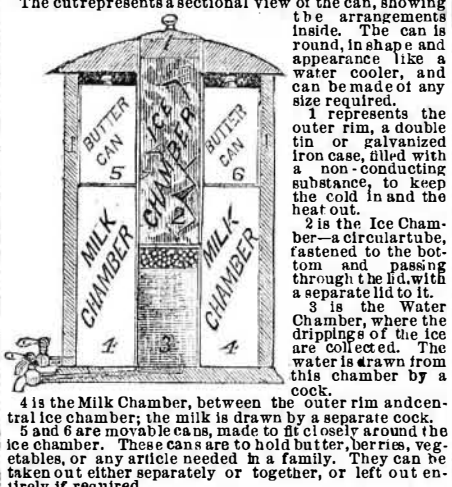 The cut represents a sectional view of the can, showing
the arrangements
inside. The can is
round, in shape and
appearance like a
water cooler, and
can be made of any
size required.
1 represents the
outer rim, a double
tin or galvanized
iron case, filled with
a non-conducting
substance, to keep
the cold in and the
heat out.
2 is the Ice Cham-
ber—a circular tube,
fastened to the bot-
tom and passing
through the lid, with
a separate lid to it.
3 is the Water
Chamber, where the
drippings of the ice
are collected. The
water is drawn from
this chamber by a
cock.
1
BUTTER
CAN
5
ICE
CHAMBER
2
BUTTER
CAN
6
1
1
MILK
CHAMBER
4
3
MILK
CHAMBER
4
4 is the Milk Chamber, between the outer rim and cen-
tral ice chamber; the milk is drawn by a separate cock.
5 and 6 are movable cans, made to fit closely around the
ice chamber. These cans are to hold butter, berries, veg-
etables, or any article needed in a family. They can be
taken out either separately or together, or left out en-
tirely if required